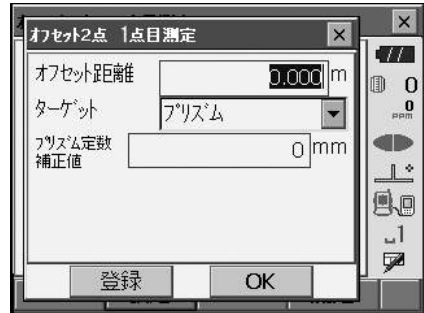 オフセット2点 1点目測定
オフセット距離 0.000 m
ターゲット プリズム
プリズム定数
補正値 0 mm
登録 OK
0
0
PPM
1